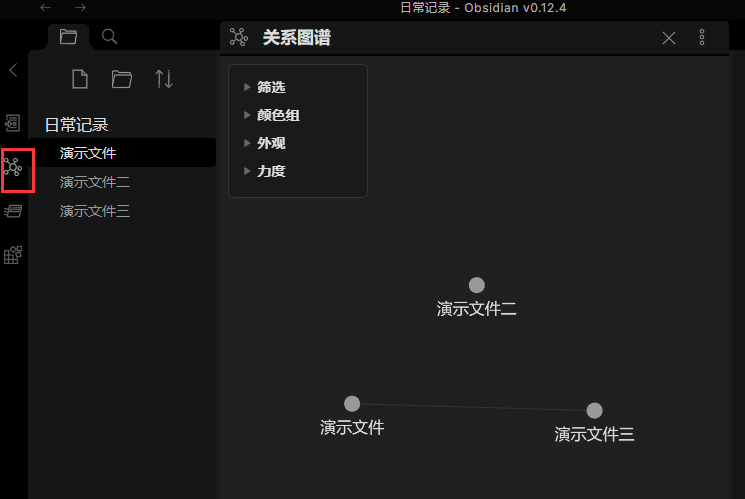 日常记录 - Obsidian v0.12.4
关系图谱
筛选
颜色组
外观
力度
日常记录
演示文件
演示文件二
演示文件三
演示文件二
演示文件
演示文件三